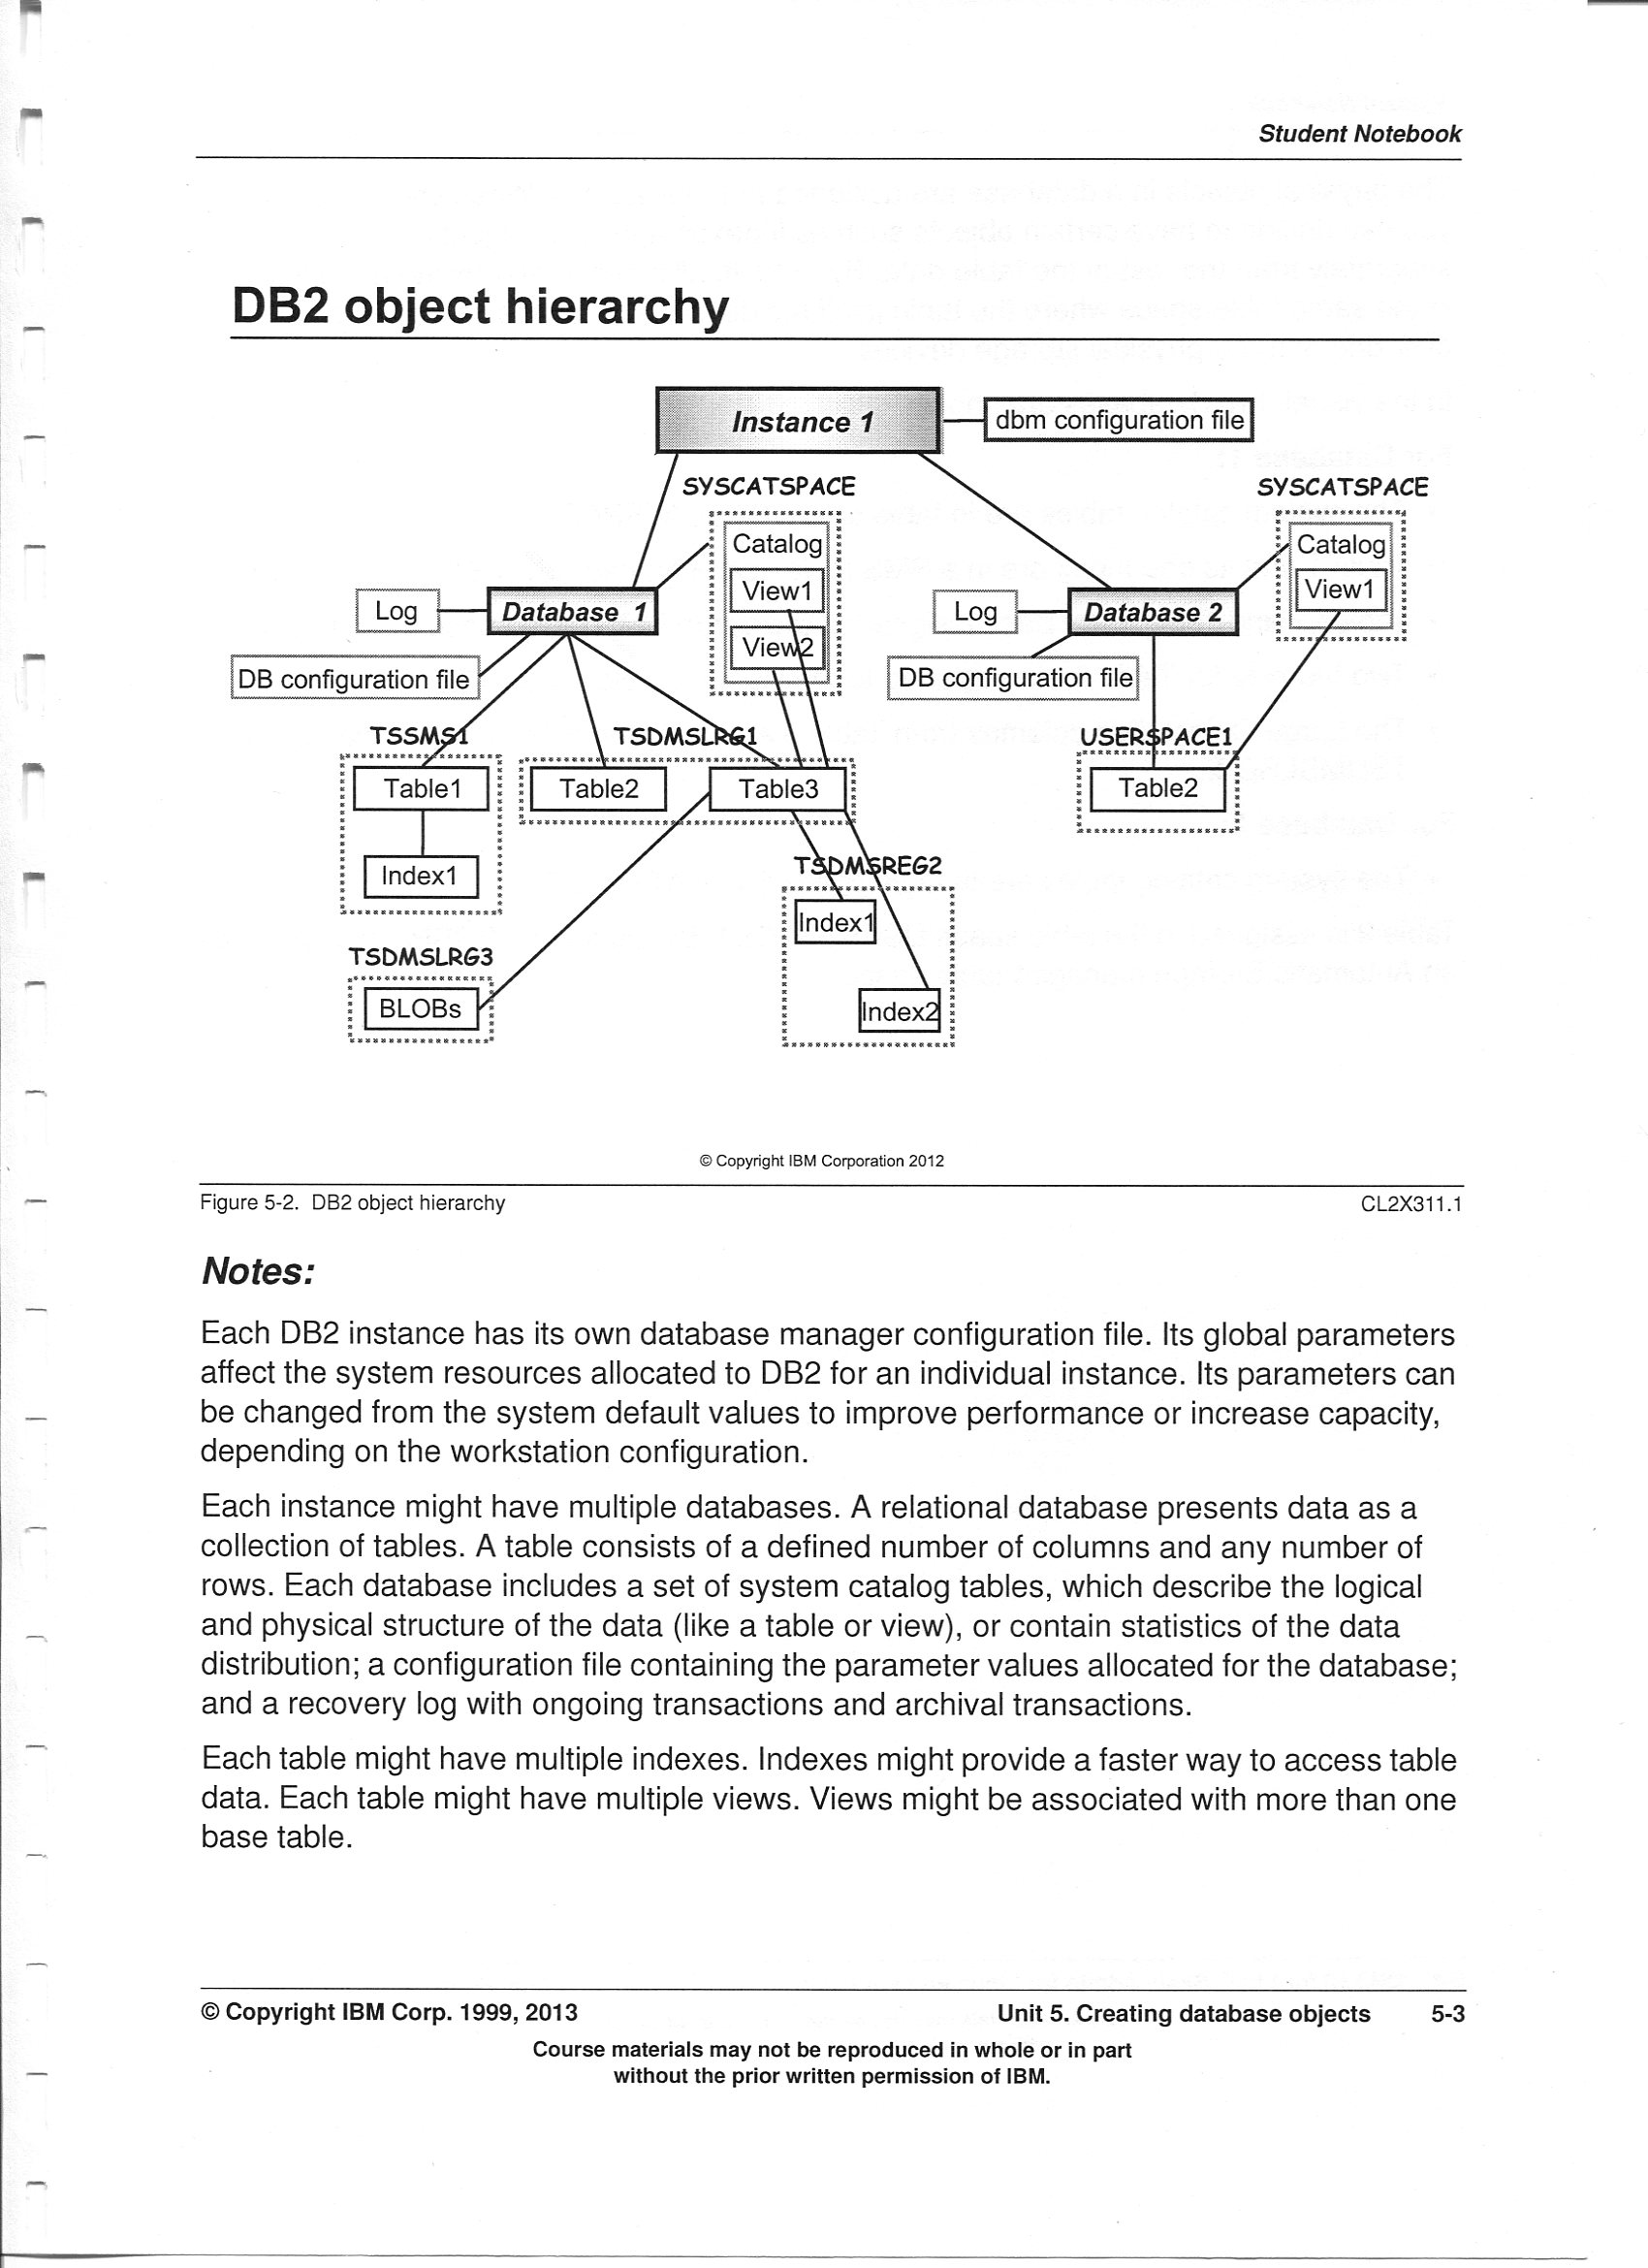 Student Notebook
DB2 object hierarchy
Instance 1
dbm configuration file
SYSCATSPACE
SYSCATSPACE
Catalog
View1
View2
Catalog
View1
Log
Database 1
Log
Database 2
DB configuration file
DB configuration file
TSSMS1
TSDMSLRG1
USERSPACE1
Table1
Table2
Table3
Table2
Index1
TSDMSREG2
Index1
TSDMSLRG3
BLOBs
Index2
© Copyright IBM Corporation 2012
Figure 5-2. DB2 object hierarchy
CL2X311.1
Notes:
Each DB2 instance has its own database manager configuration file. Its global parameters
affect the system resources allocated to DB2 for an individual instance. Its parameters can
be changed from the system default values to improve performance or increase capacity,
depending on the workstation configuration.
Each instance might have multiple databases. A relational database presents data as a
collection of tables. A table consists of a defined number of columns and any number of
rows. Each database includes a set of system catalog tables, which describe the logical
and physical structure of the data (like a table or view), or contain statistics of the data
distribution; a configuration file containing the parameter values allocated for the database;
and a recovery log with ongoing transactions and archival transactions.
Each table might have multiple indexes. Indexes might provide a faster way to access table
data. Each table might have multiple views. Views might be associated with more than one
base table.
© Copyright IBM Corp. 1999, 2013
Unit 5. Creating database objects 5-3
Course materials may not be reproduced in whole or in part
without the prior written permission of IBM.